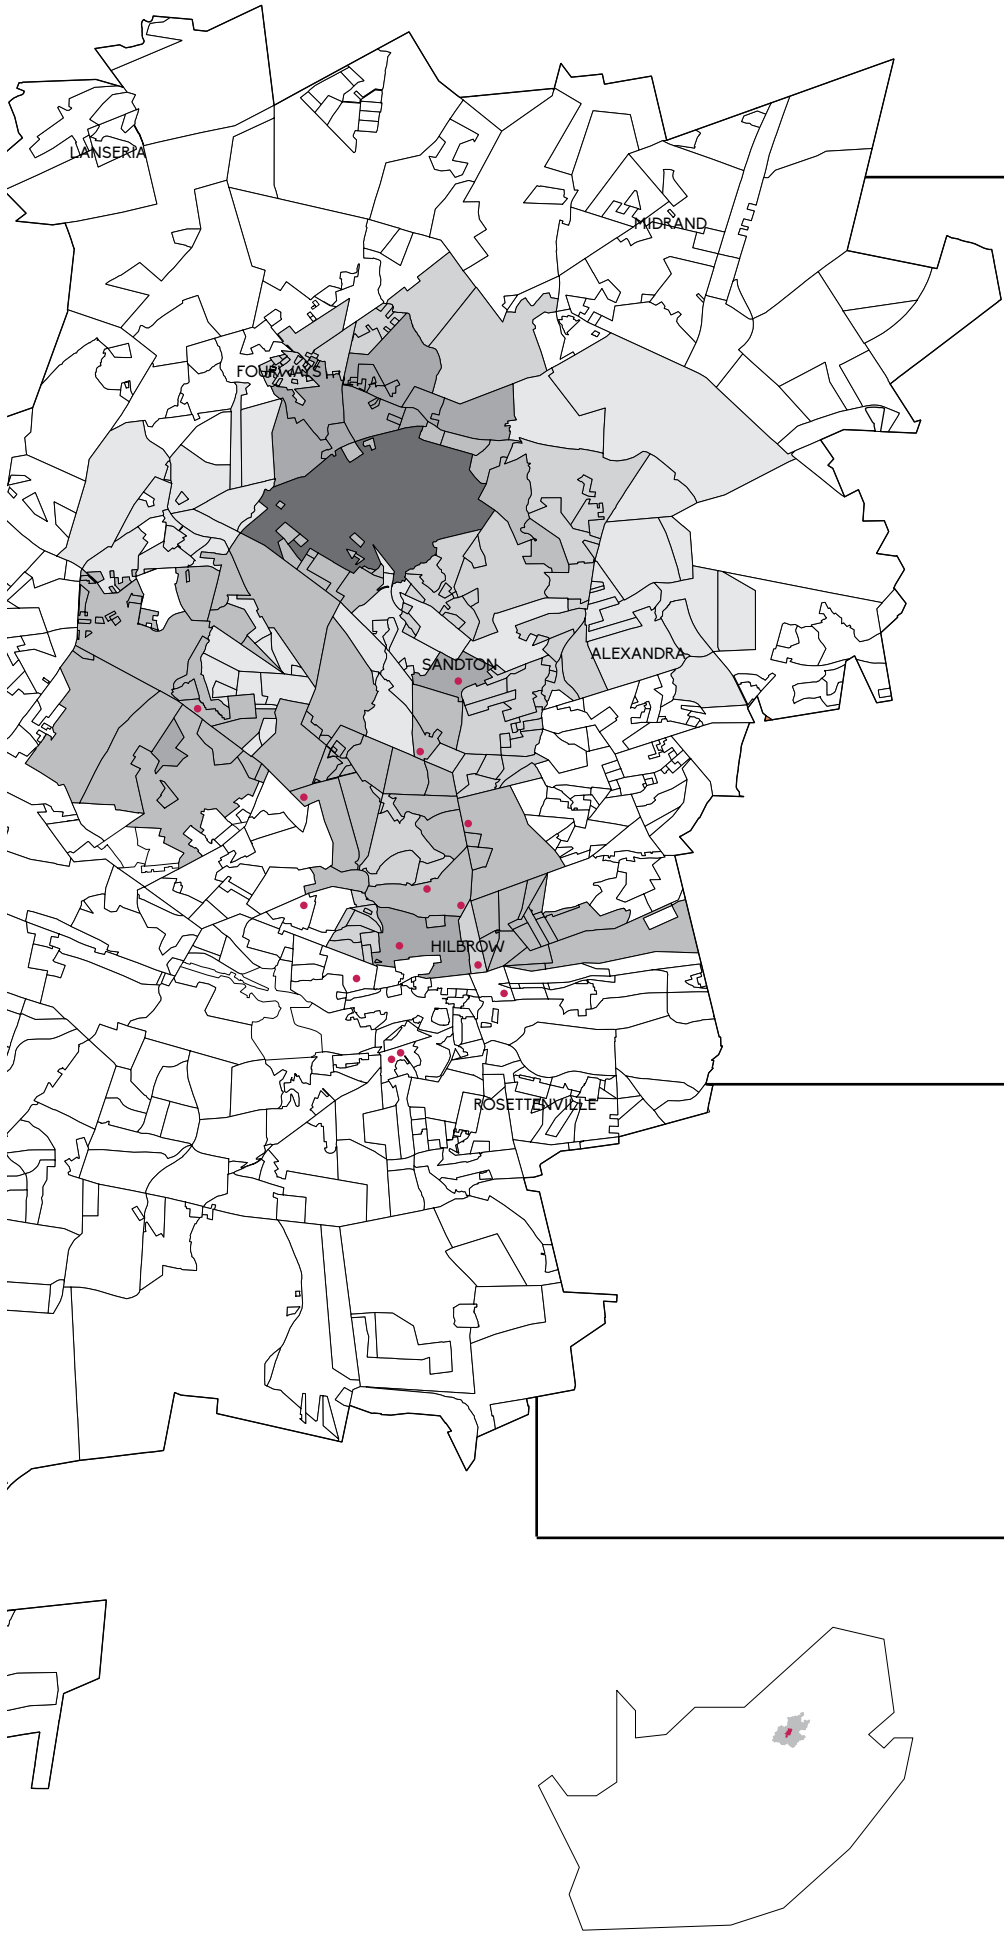 LANSERIA
MIDRAND
FOURWAYS
ALEXANDRA
SANDTON
HILBROW
ROSETTENVILLE